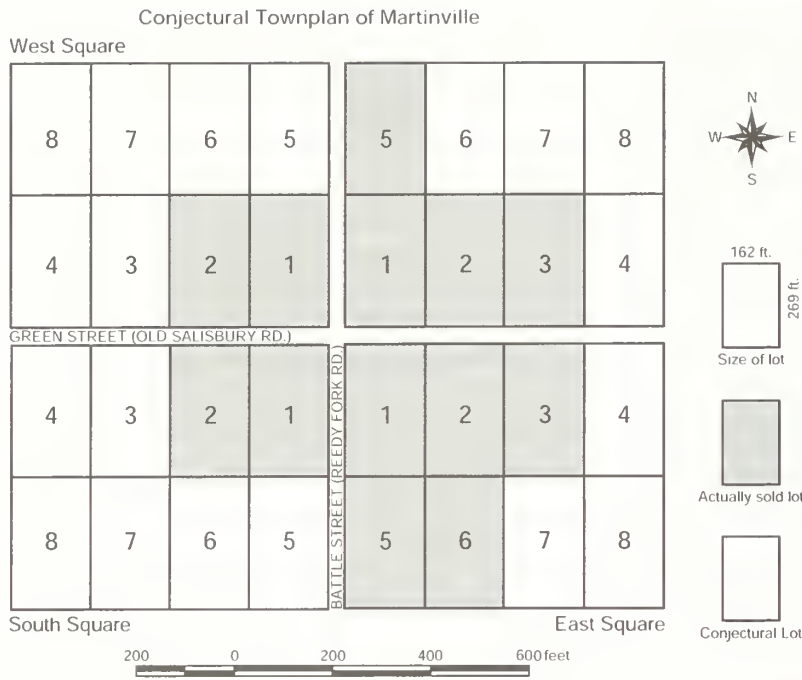 Conjectural Townplan of Martinville
West Square
8 7 6 5 5 6 7 8
4 3 2 1 1 2 3 4
GREEN STREET (OLD SALISBURY RD.)
BATTLE STREET (REEDY FORK RD.)
4 3 2 1 1 2 3 4
8 7 6 5 5 6 7 8
South Square
East Square
200 0 200 400 600 feet
N
W E
S
162 ft.
269 ft.
Size of lot
Actually sold lot
Conjectural Lot